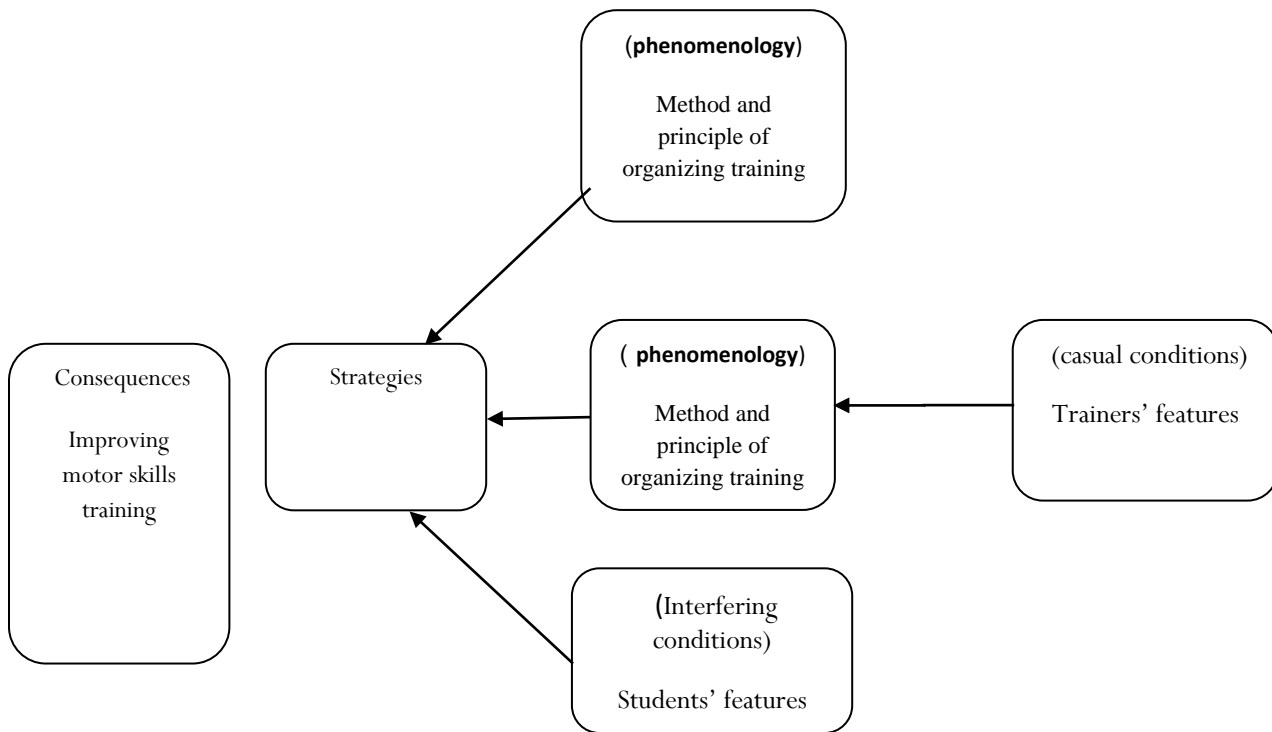 (phenomenology)
Method and
principle of
organizing training
Consequences
Improving
motor skills
training
Strategies
( phenomenology)
Method and
principle of
organizing training
(casual conditions)
Trainers’ features
(Interfering
conditions)
Students’ features